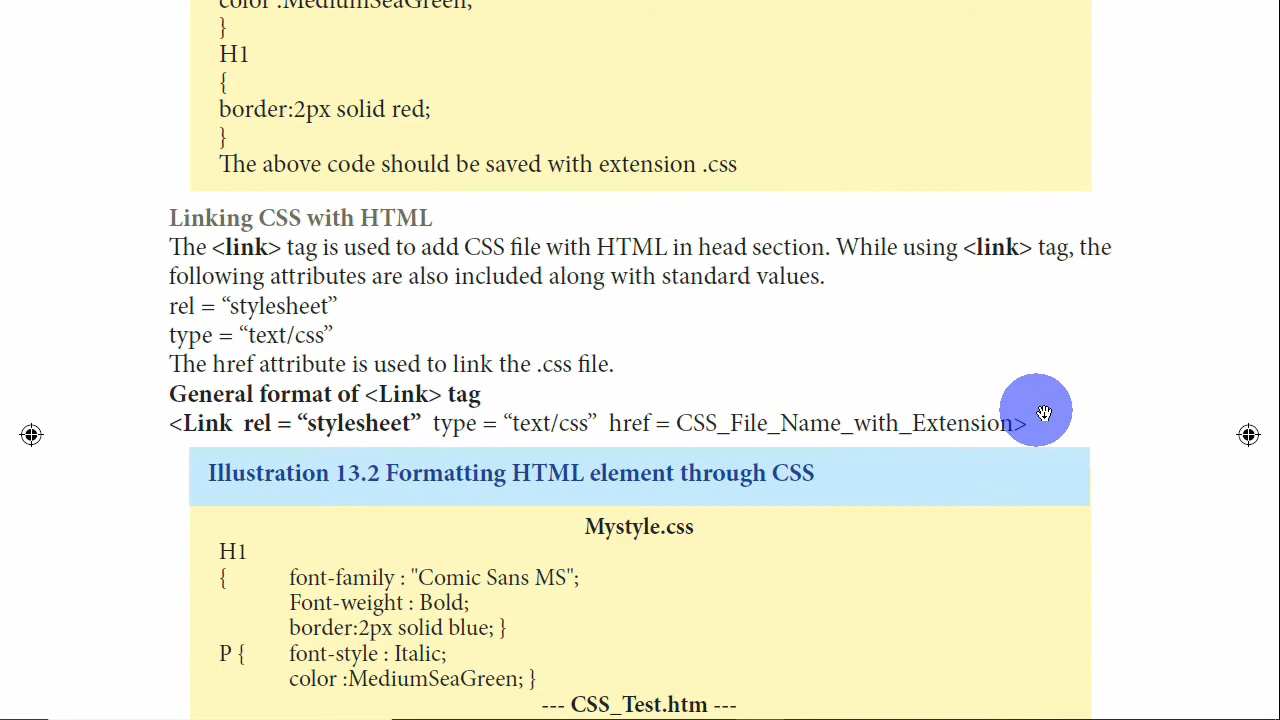 color :MediumSeaGreen;
}
H1
{
border:2px solid red;
}
The above code should be saved with extension .css
Linking CSS with HTML
The <link> tag is used to add CSS file with HTML in head section. While using <link> tag, the
following attributes are also included along with standard values.
rel = “stylesheet”
type = “text/css”
The href attribute is used to link the .css file.
General format of <Link> tag
<Link rel = “stylesheet” type = “text/css” href = CSS_File_Name_with_Extension>
Illustration 13.2 Formatting HTML element through CSS
Mystyle.css
H1
{ font-family : "Comic Sans MS";
Font-weight : Bold;
border:2px solid blue; }
P { font-style : Italic;
color :MediumSeaGreen; }
--- CSS_Test.htm ---